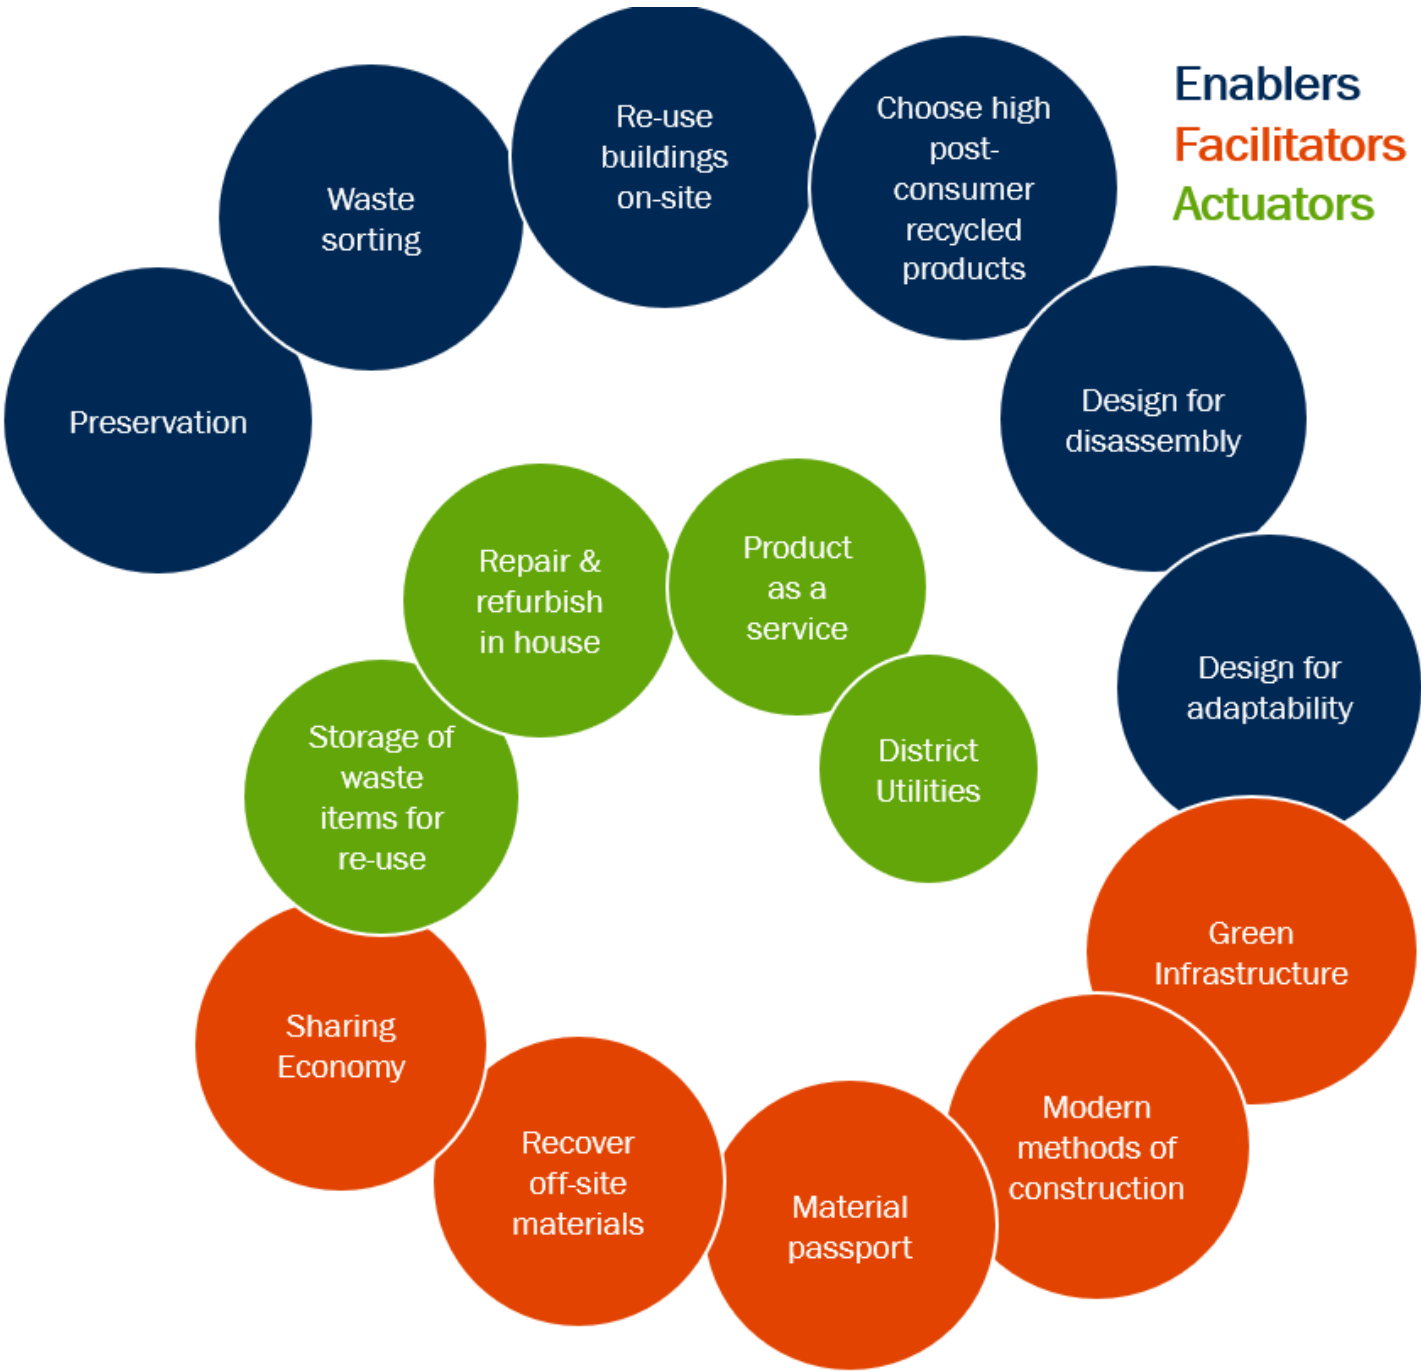 Enablers
Facilitators
Actuators
Preservation
Waste
sorting
Re-use
buildings
on-site
Choose high
post-
consumer
recycled
products
Design for
disassembly
Design for
adaptability
Green
Infrastructure
Modern
methods of
construction
Material
passport
Recover
off-site
materials
Sharing
Economy
Storage of
waste
items for
re-use
Repair &
refurbish
in house
Product
as a
service
District
Utilities